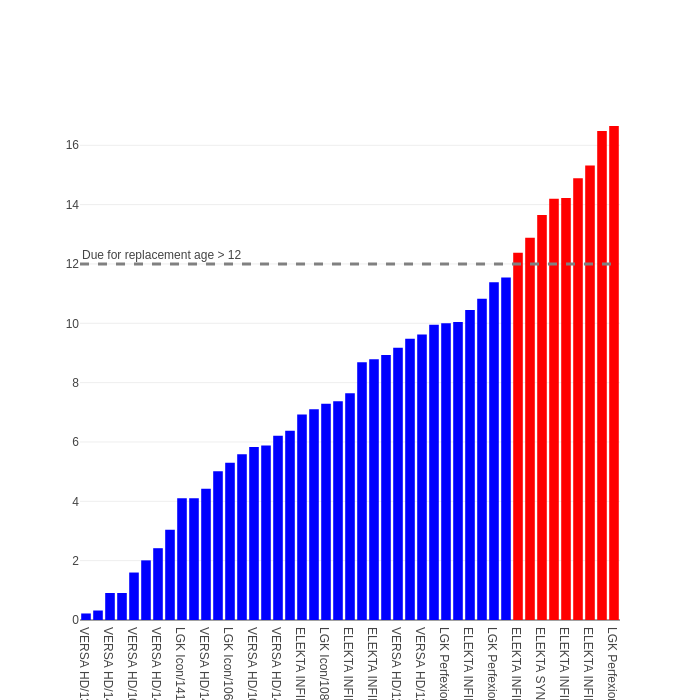 16
14
Due for replacement age > 12
12
10
8
6
4
2
0
VERSA HD/1
VERSA HD/1
VERSA HD/1
VERSA HD/1
LGK Icon/141
VERSA HD/1
LGK Icon/106
VERSA HD/1
VERSA HD/1
ELEKTA INFI
LGK Icon/108
ELEKTA INFI
ELEKTA INFI
VERSA HD/1
VERSA HD/1
LGK Perfexio
ELEKTA INFI
LGK Perfexio
ELEKTA INFI
ELEKTA SYN
ELEKTA INFI
ELEKTA INFI
LGK Perfexio